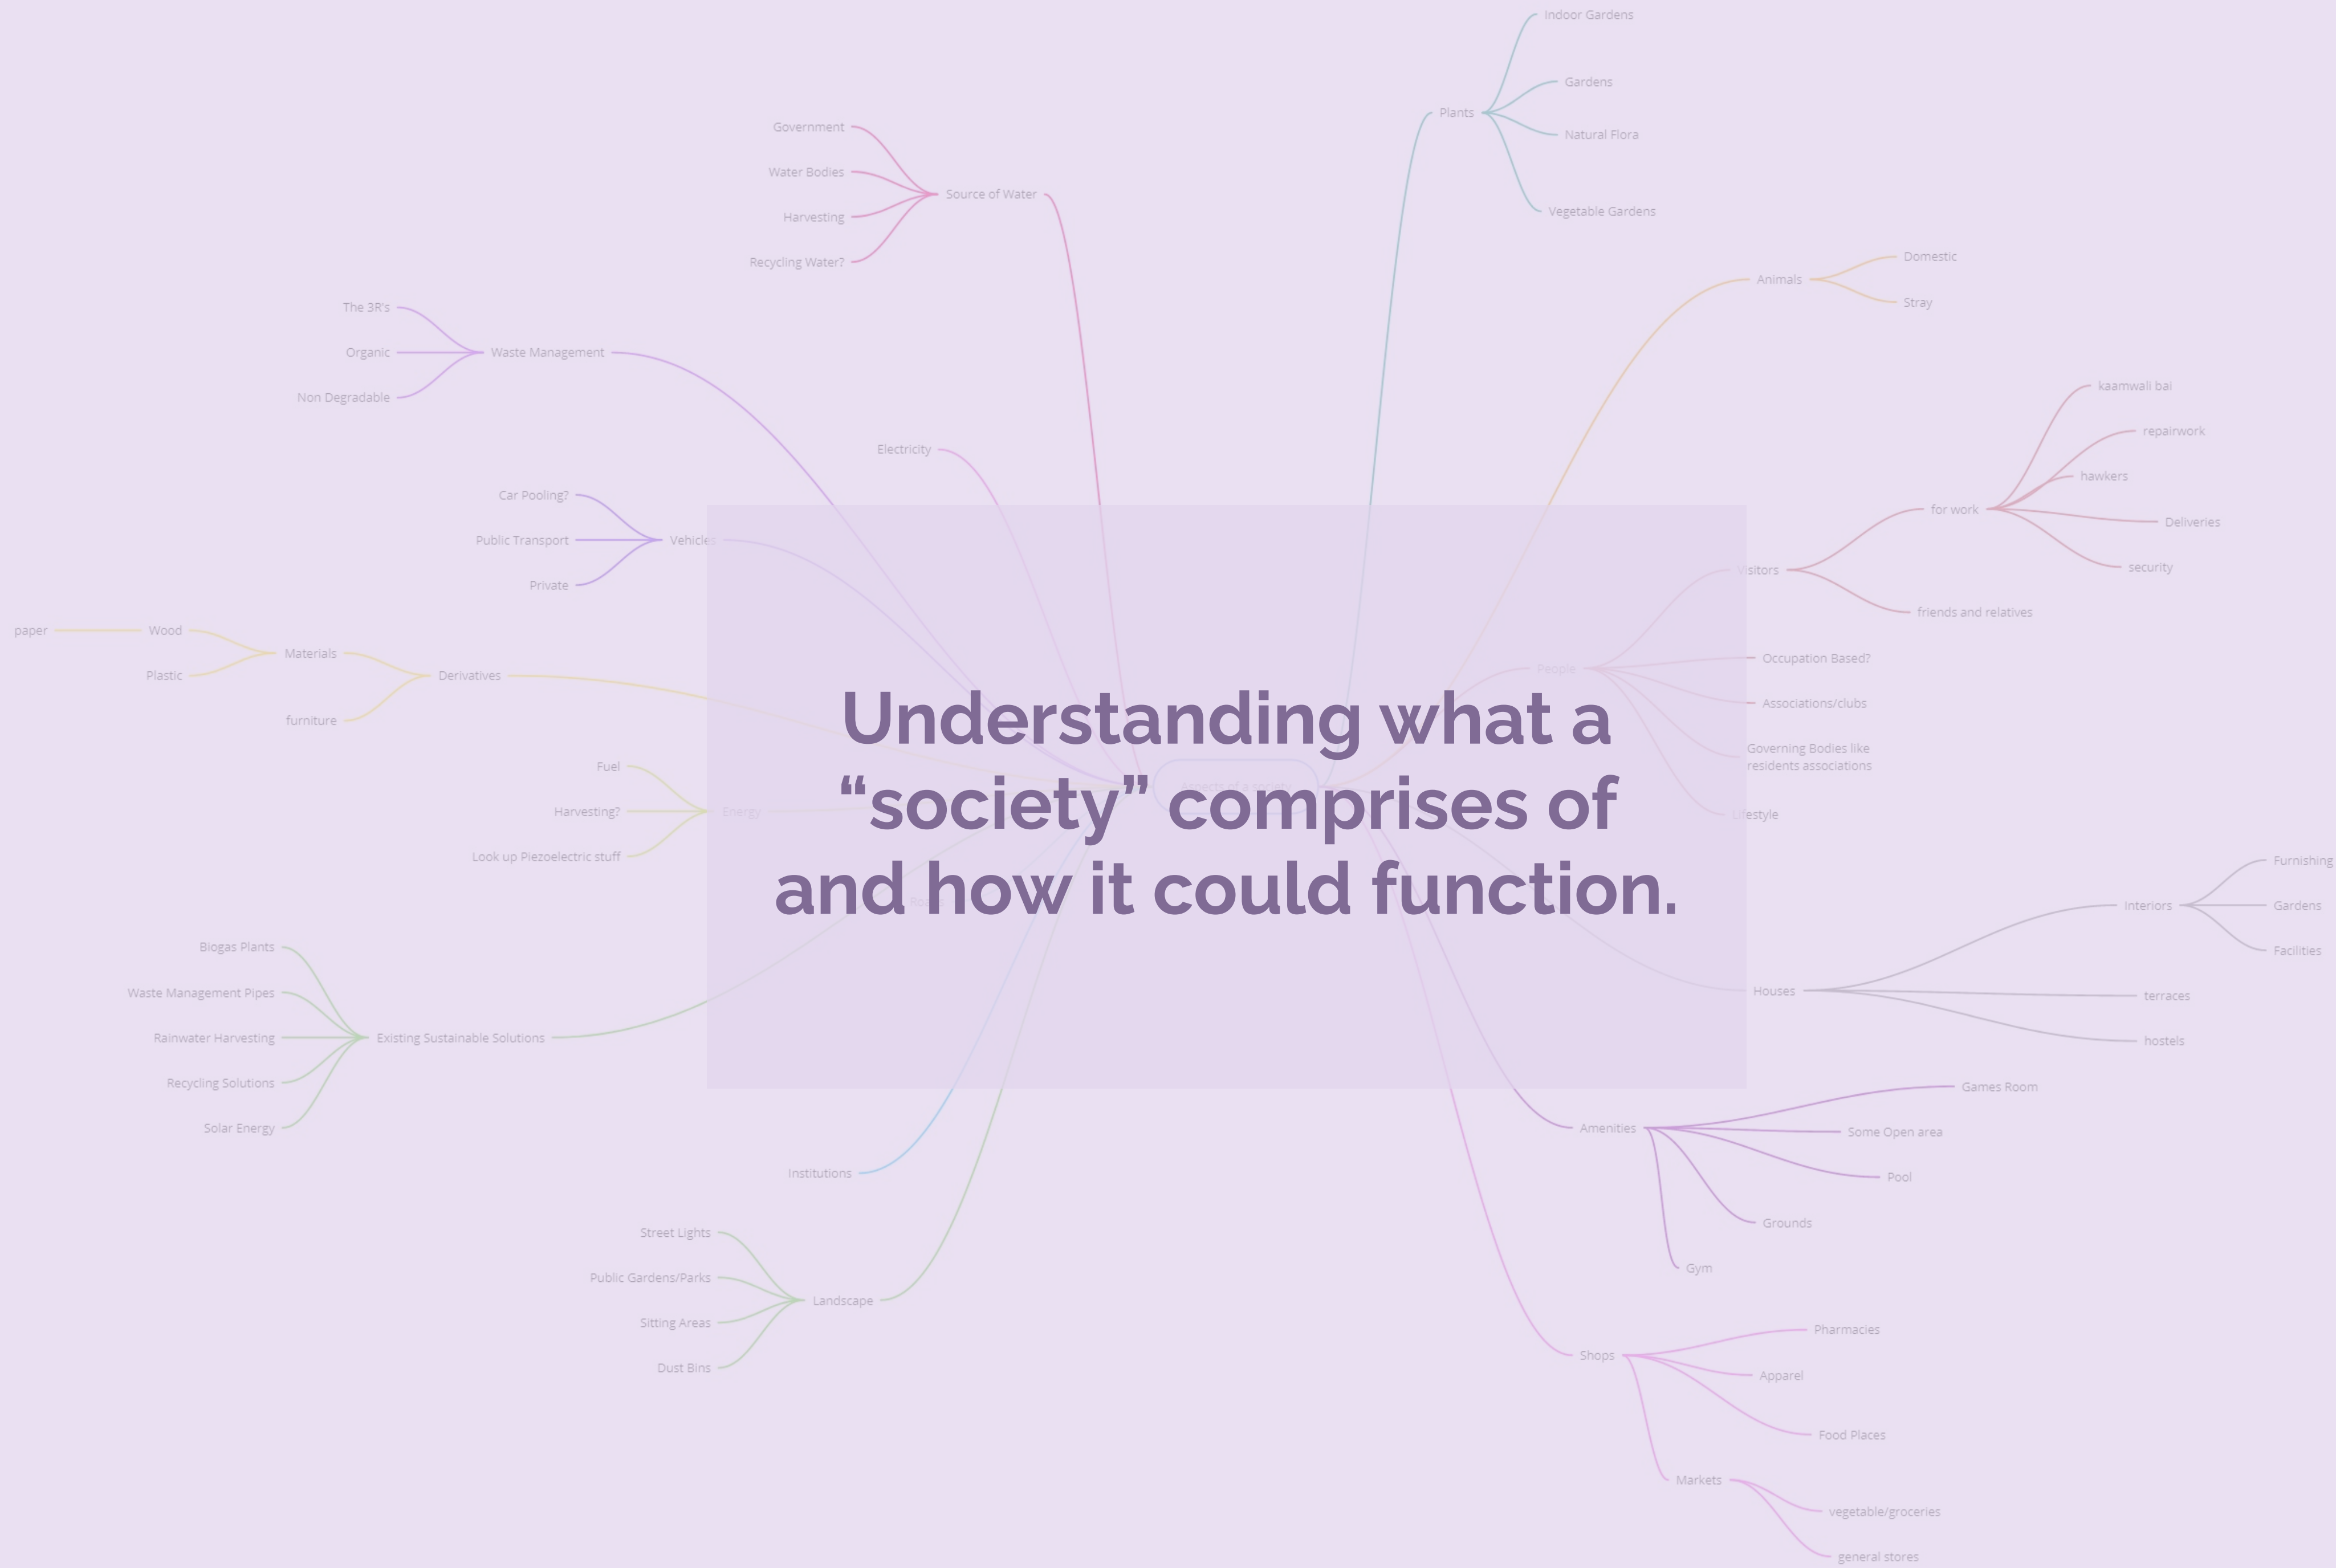 Indoor Gardens
Gardens
Plants
Natural Flora
Vegetable Gardens
Government
Water Bodies
Source of Water
Harvesting
Recycling Water?
Animals
Domestic
Stray
The 3R's
Organic
Waste Management
Non Degradable
Electricity
Car Pooling?
Public Transport
Vehicles
Private
kaamwali bai
repairwork
hawkers
for work
Deliveries
security
Visitors
friends and relatives
People
Occupation Based?
Associations/clubs
Governing Bodies like
residents associations
Lifestyle
paper
Wood
Materials
Plastic
Derivatives
furniture
Understanding what a
“society” comprises of
and how it could function.
Fuel
Harvesting?
Energy
Look up Piezoelectric stuff
Furnishing
Interiors
Gardens
Facilities
Houses
terraces
hostels
Biogas Plants
Waste Management Pipes
Rainwater Harvesting
Existing Sustainable Solutions
Recycling Solutions
Solar Energy
Institutions
Games Room
Amenities
Some Open area
Pool
Grounds
Gym
Street Lights
Public Gardens/Parks
Landscape
Sitting Areas
Dust Bins
Pharmacies
Shops
Apparel
Food Places
Markets
vegetable/groceries
general stores